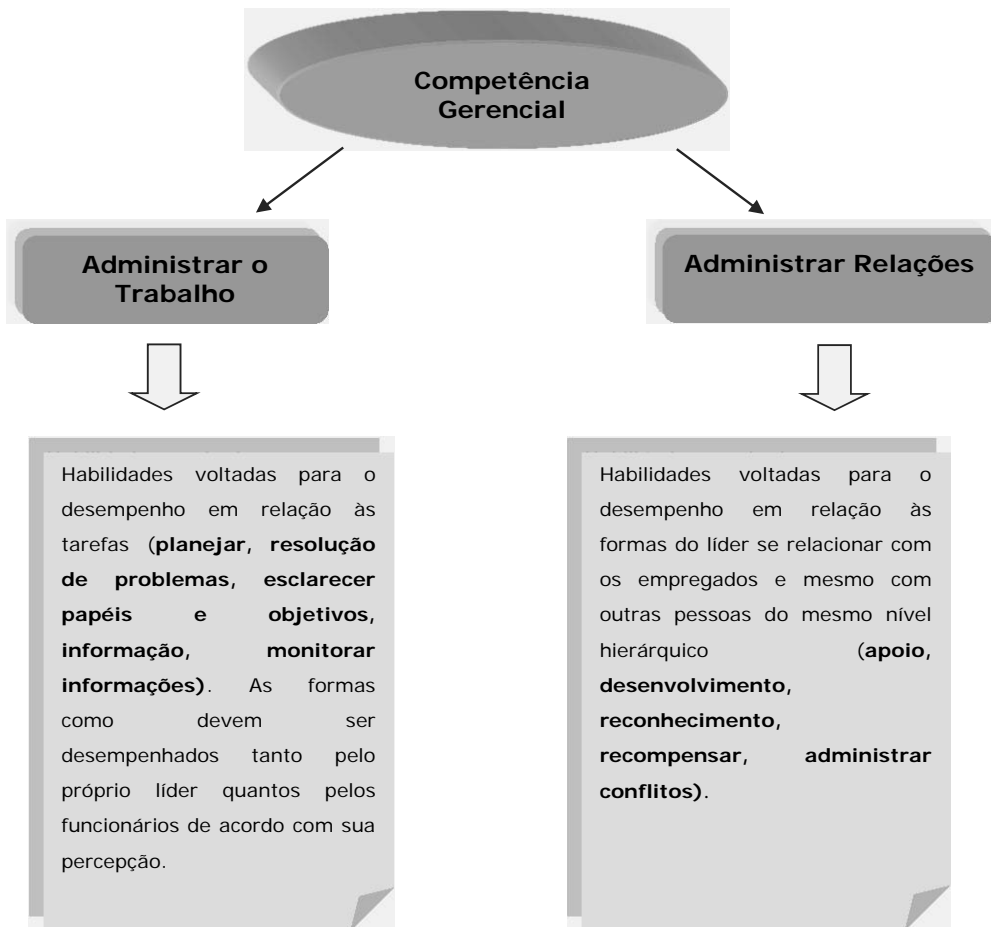 Competência
Gerencial
Administrar o
Trabalho
Administrar Relações
Habilidades voltadas para o
desempenho em relação às
tarefas (planejar, resolução
de problemas, esclarecer
papéis e objetivos,
informação, monitorar
informações). As formas
como devem ser
desempenhados tanto pelo
próprio líder quantos pelos
funcionários de acordo com sua
percepção.
Habilidades voltadas para o
desempenho em relação às
formas do líder se relacionar com
os empregados e mesmo com
outras pessoas do mesmo nível
hierárquico (apoio,
desenvolvimento,
reconhecimento,
recompensar, administrar
conflitos).